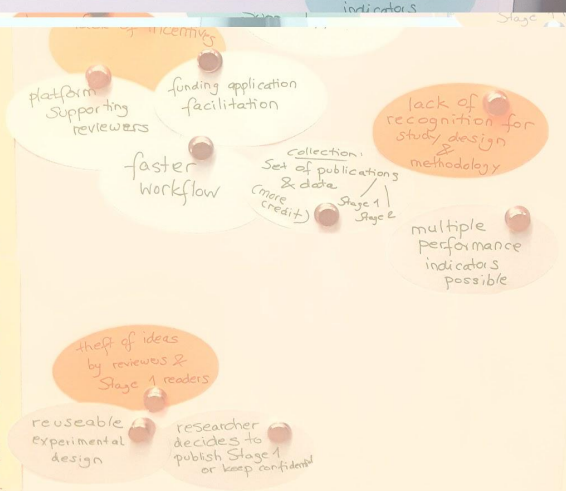 indicators
Stage
of incentives
platform
supporting
reviewers
funding application
facilitation
faster
workflow
collection:
Set of publications
& data
(more
credit)
Stage 1
Stage 2
lack of
recognition for
study design
&
methodology
multiple
performance
indicators
possible
theft of ideas
by reviewers &
Stage 1 readers
reuseable
experimental
design
researcher
decides to
publish Stage 1
or keep confidential